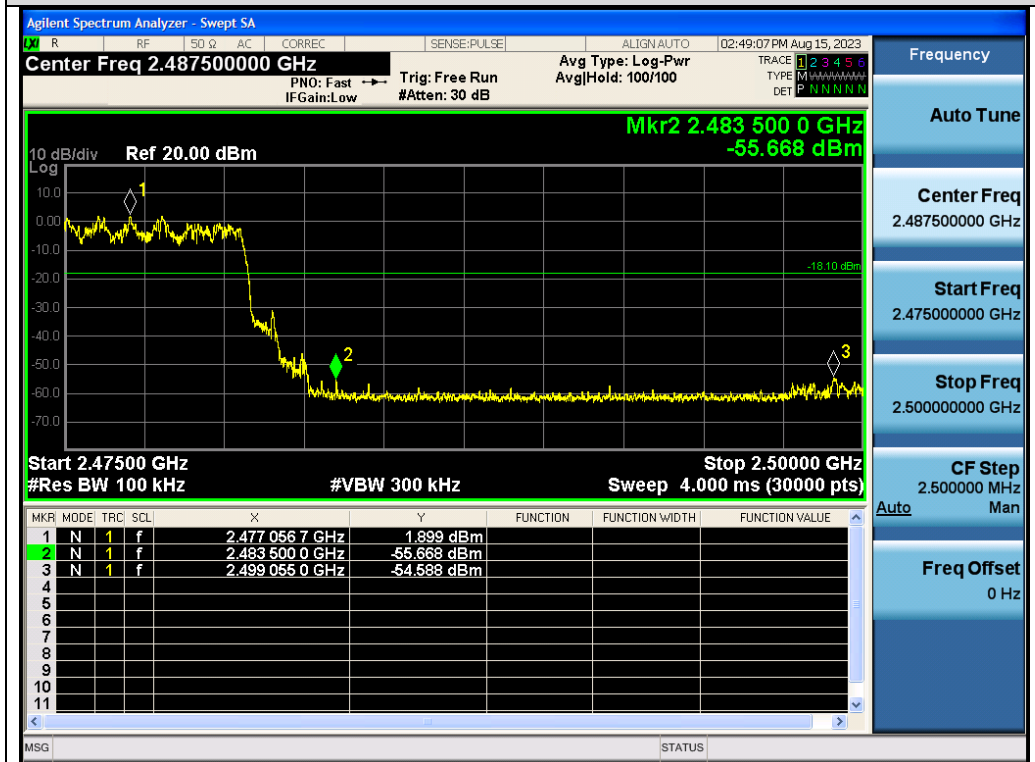 Agilent Spectrum Analyzer - Swept SA
LXI R RF 50 Ω AC CORREC SENSE:PULSE ALIGN AUTO 02:49:07 PM Aug 15, 2023
Center Freq 2.487500000 GHz
PNO: Fast
IFGain:Low
Trig: Free Run
#Atten: 30 dB
Avg Type: Log-Pwr
Avg|Hold: 100/100
TRACE 1 2 3 4 5 6
TYPE M
DET P N N N N N
Mkr2 2.483 500 0 GHz
-55.668 dBm
10 dB/div Ref 20.00 dBm
Log
10.0
0.00
-10.0
-20.0
-30.0
-40.0
-50.0
-60.0
-70.0
1
-18.10 dBm
2
3
Start 2.47500 GHz Stop 2.50000 GHz
#Res BW 100 kHz #VBW 300 kHz Sweep 4.000 ms (30000 pts)
MKR MODE TRC SCL X Y FUNCTION FUNCTION WIDTH FUNCTION VALUE
1 N 1 f 2.477 056 7 GHz 1.899 dBm
2 N 1 f 2.483 500 0 GHz -55.668 dBm
3 N 1 f 2.499 055 0 GHz -54.588 dBm
4
5
6
7
8
9
10
11
MSG STATUS
Frequency
Auto Tune
Center Freq
2.487500000 GHz
Start Freq
2.475000000 GHz
Stop Freq
2.500000000 GHz
CF Step
2.500000 MHz
Auto Man
Freq Offset
0 Hz